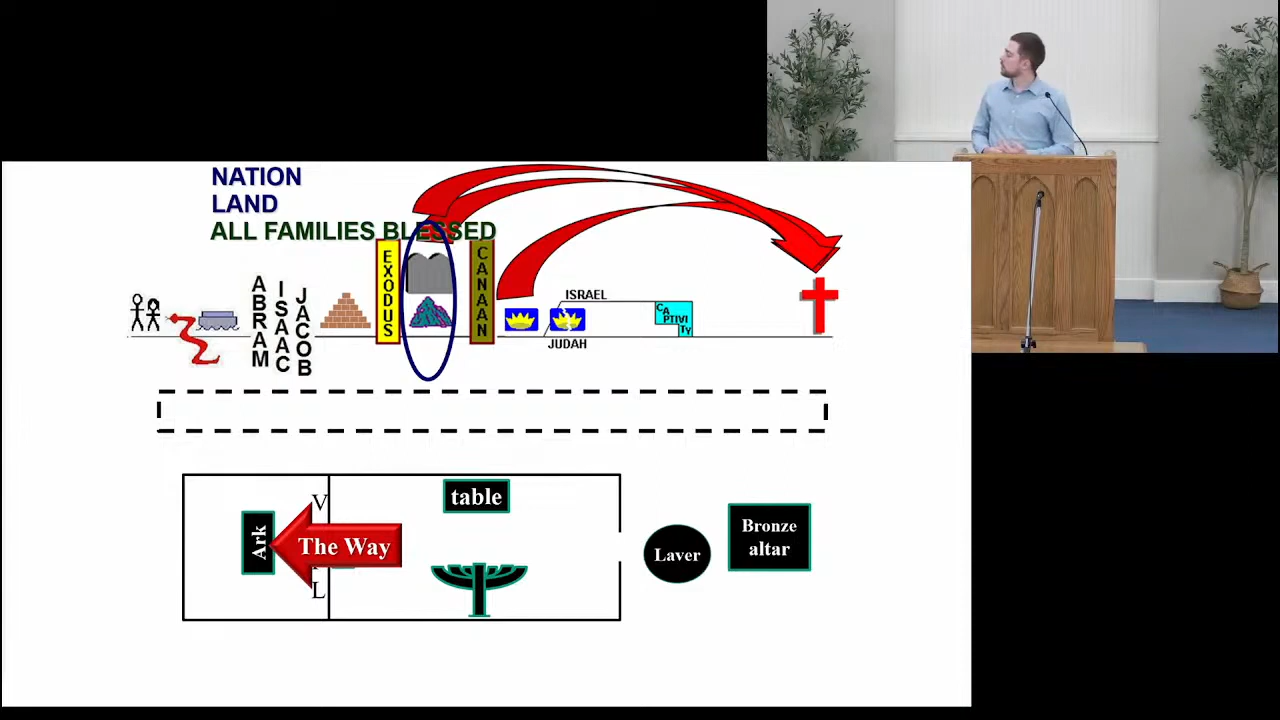 NATION
LAND
ALL FAMILIES BLESSED
EXODUS
CANAAN
ABRAM
ISAAC
JACOB
ISRAEL
CAPTIVITY
JUDAH
table
V
L
Ark
The Way
Laver
Bronze
altar